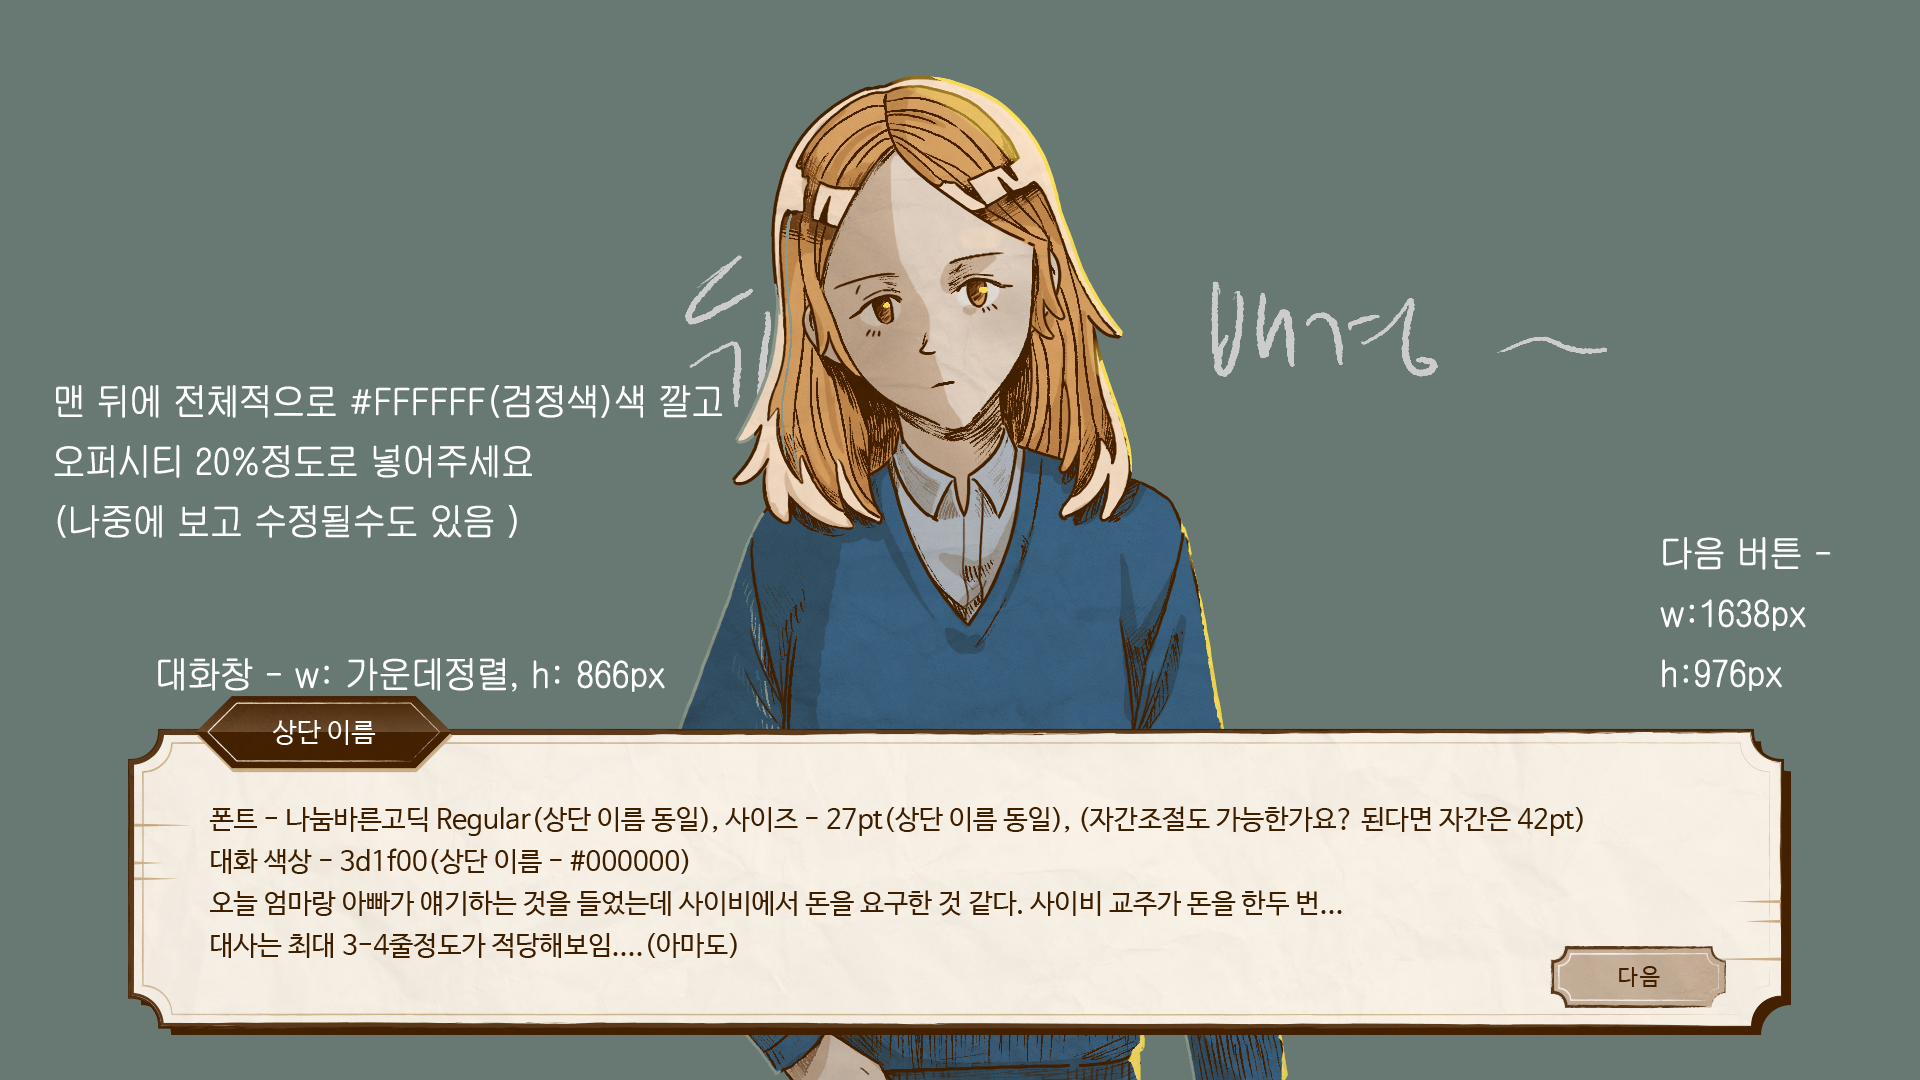 뒤 배경 ~
맨 뒤에 전체적으로 #FFFFFF(검정색)색 깔고
오퍼시티 20%정도로 넣어주세요
(나중에 보고 수정될수도 있음 )
다음 버튼 -
w:1638px
h:976px
대화창 - w: 가운데정렬, h: 866px
상단 이름
폰트 - 나눔바른고딕 Regular(상단 이름 동일), 사이즈 - 27pt(상단 이름 동일), (자간조절도 가능한가요? 된다면 자간은 42pt)
대화 색상 - 3d1f00(상단 이름 - #000000)
오늘 엄마랑 아빠가 얘기하는 것을 들었는데 사이비에서 돈을 요구한 것 같다. 사이비 교주가 돈을 한두 번...
대사는 최대 3-4줄정도가 적당해보임....(아마도)
다음